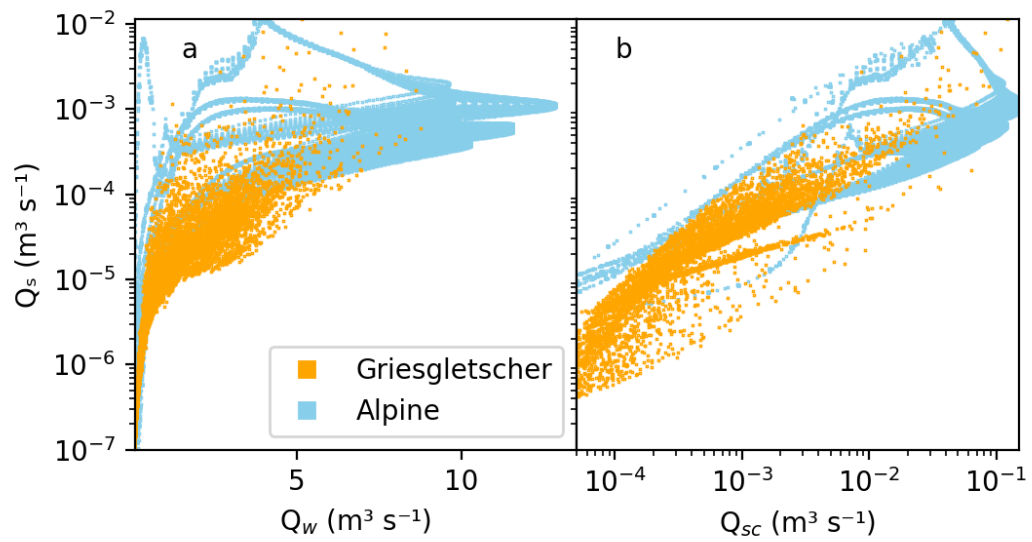 a
b
10⁻²
10⁻³
10⁻⁴
10⁻⁵
10⁻⁶
10⁻⁷
Qₛ (m³ s⁻¹)
Griesgletscher
Alpine
5
10
10⁻⁴
10⁻³
10⁻²
10⁻¹
Q_w (m³ s⁻¹)
Q_sc (m³ s⁻¹)